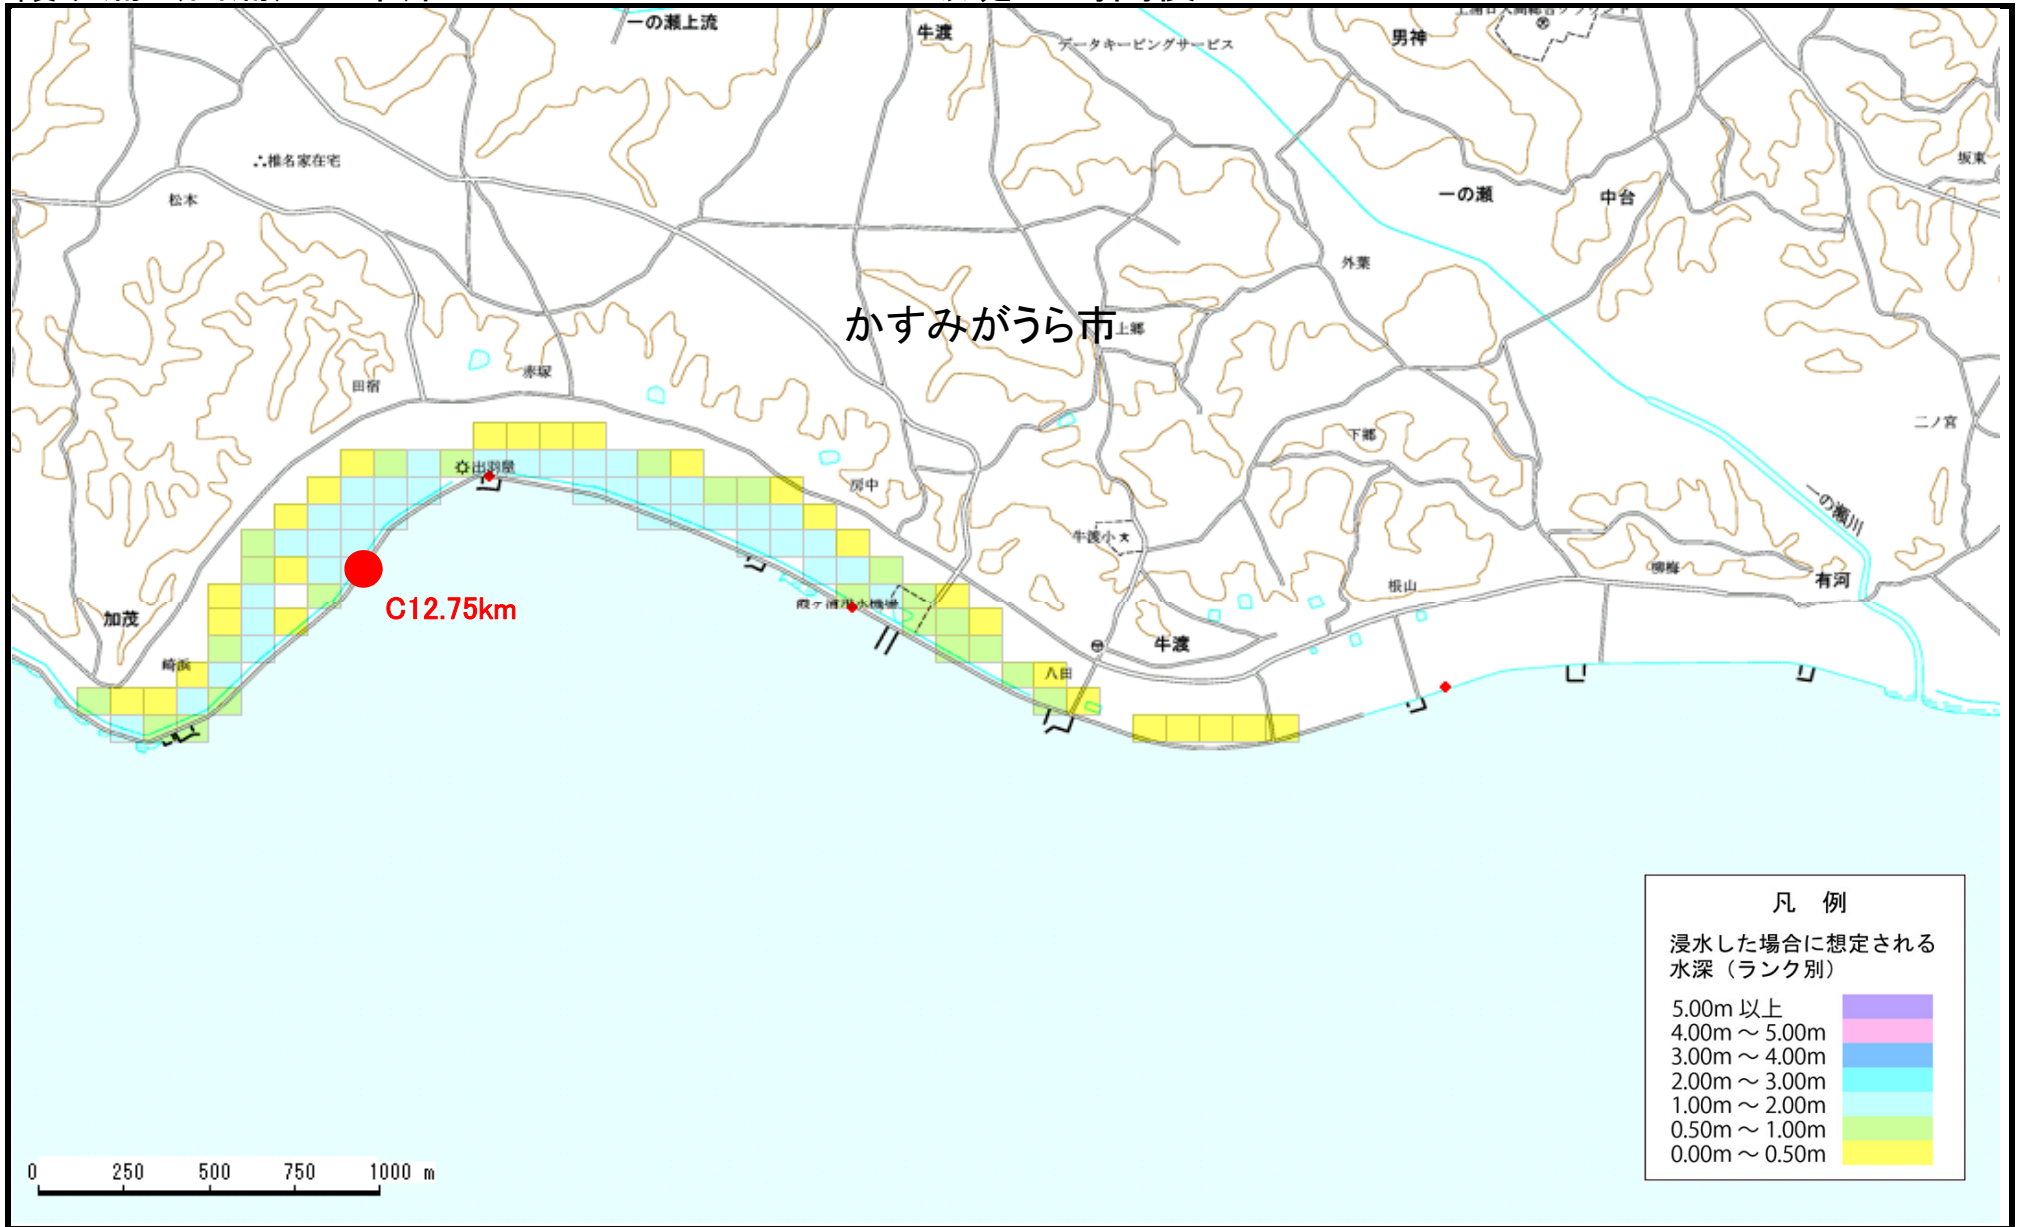 一の瀬上流
牛渡
データキーピングサービス
男神
坂東
椎名家在宅
松本
一の瀬
中台
外葉
かすみがうら市
上郷
赤塚
田宿
二ノ宮
下郷
出羽屋
房中
一の瀬川
牛渡小
柳梅
有河
根山
C12.75km
加茂
牛渡
崎浜
八田
凡 例
浸水した場合に想定される
水深（ランク別）
5.00m 以上
4.00m ～ 5.00m
3.00m ～ 4.00m
2.00m ～ 3.00m
1.00m ～ 2.00m
0.50m ～ 1.00m
0.00m ～ 0.50m
0 250 500 750 1000 m